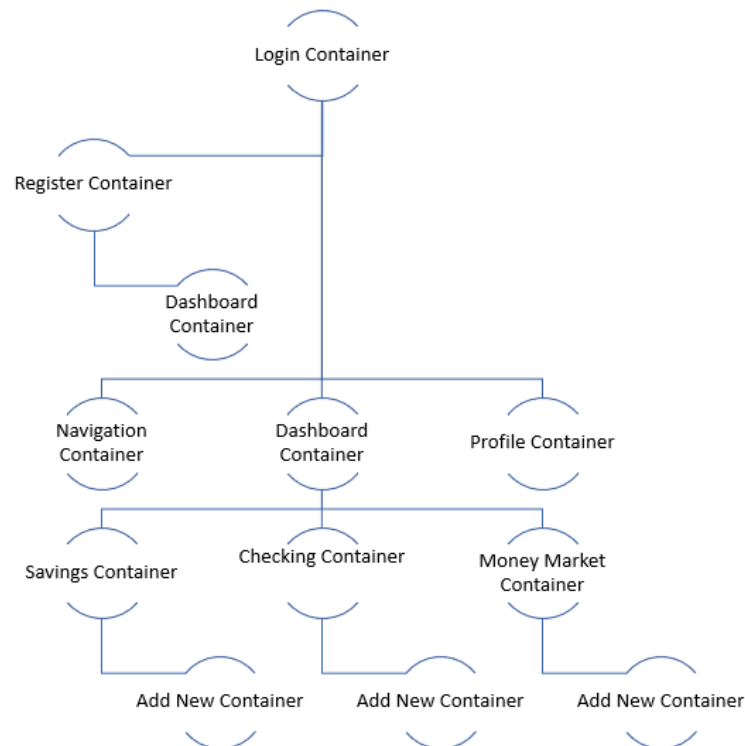 Login Container
Register Container
Dashboard
Container
Navigation
Container
Dashboard
Container
Profile Container
Savings Container
Checking Container
Money Market
Container
Add New Container
Add New Container
Add New Container